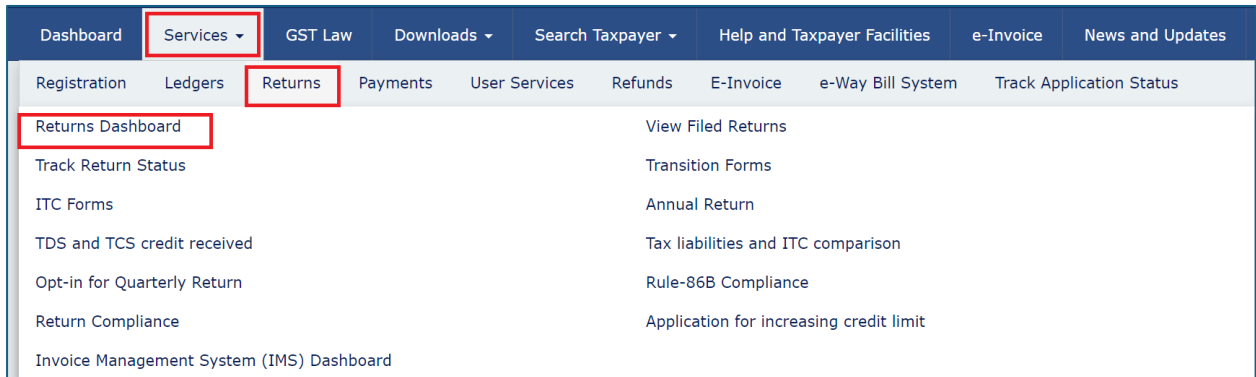 Dashboard Services GST Law Downloads Search Taxpayer Help and Taxpayer Facilities e-Invoice News and Updates
Registration Ledgers Returns Payments User Services Refunds E-Invoice e-Way Bill System Track Application Status
Returns Dashboard View Filed Returns
Track Return Status Transition Forms
ITC Forms Annual Return
TDS and TCS credit received Tax liabilities and ITC comparison
Opt-in for Quarterly Return Rule-86B Compliance
Return Compliance Application for increasing credit limit
Invoice Management System (IMS) Dashboard